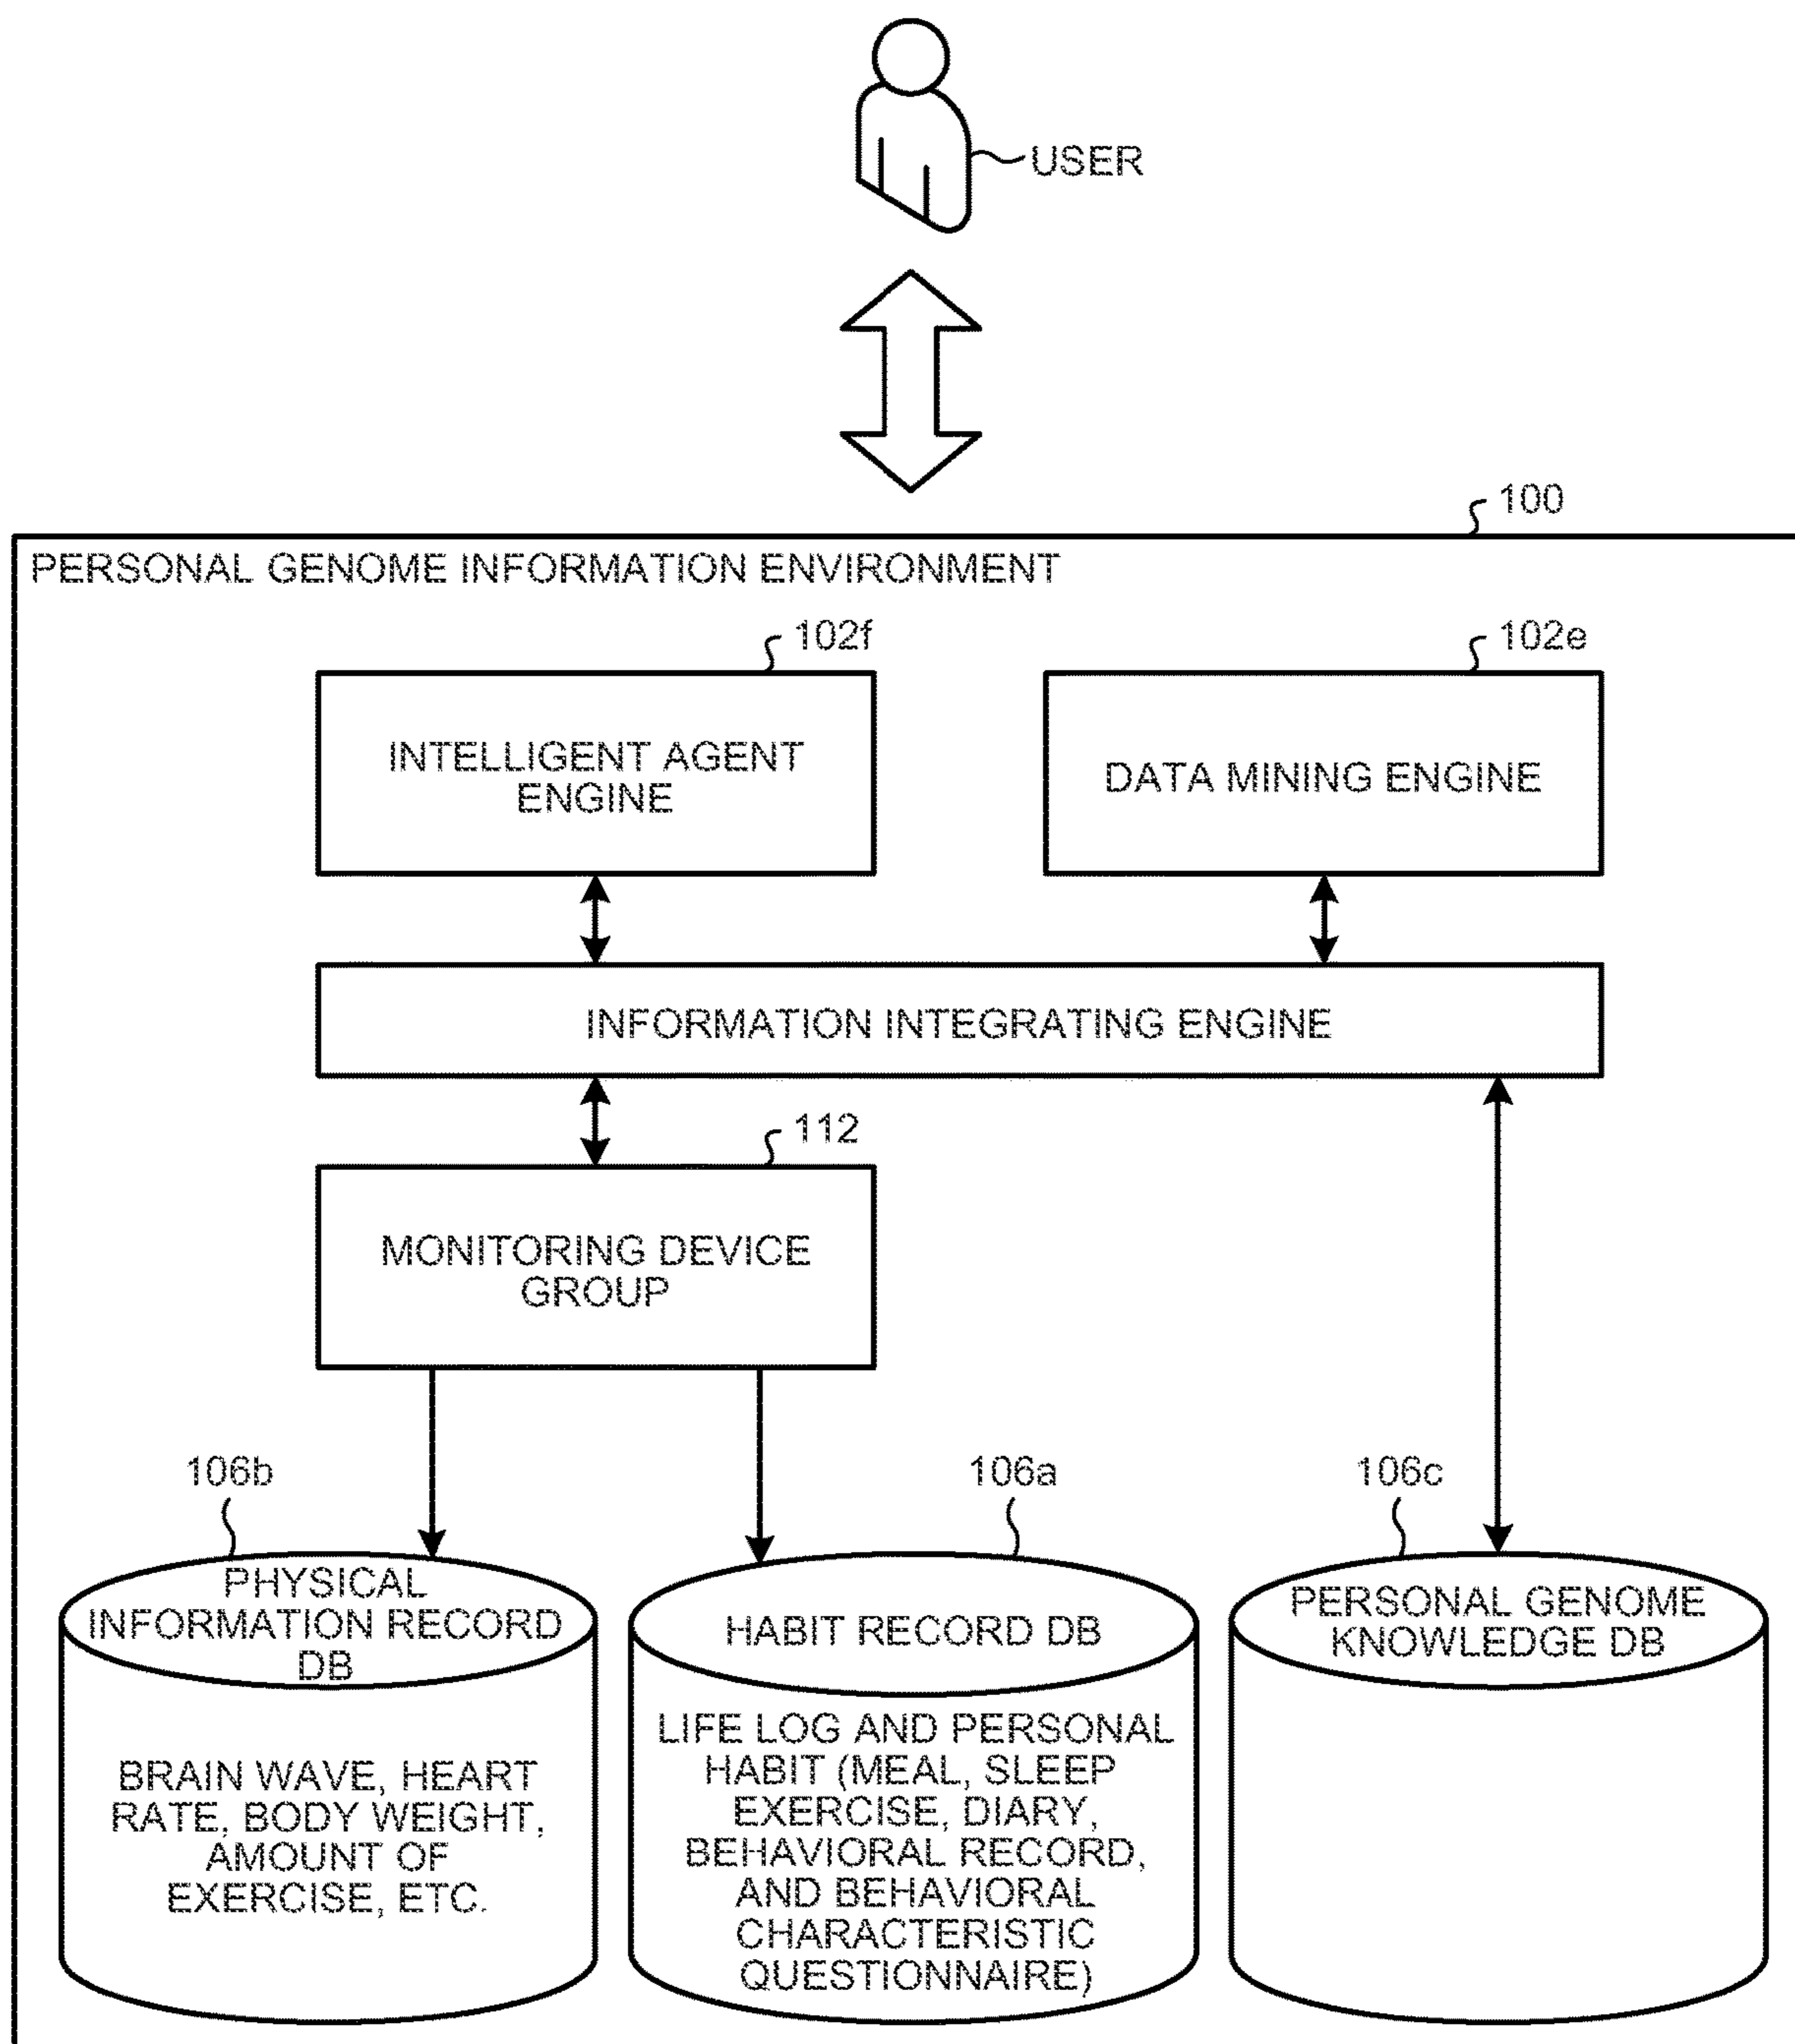 USER
100
PERSONAL GENOME INFORMATION ENVIRONMENT
102f
102e
INTELLIGENT AGENT
ENGINE
DATA MINING ENGINE
INFORMATION INTEGRATING ENGINE
112
MONITORING DEVICE
GROUP
106b
106a
106c
PHYSICAL
INFORMATION RECORD
DB
BRAIN WAVE, HEART
RATE, BODY WEIGHT,
AMOUNT OF
EXERCISE, ETC.
HABIT RECORD DB
LIFE LOG AND PERSONAL
HABIT (MEAL, SLEEP
EXERCISE, DIARY,
BEHAVIORAL RECORD,
AND BEHAVIORAL
CHARACTERISTIC
QUESTIONNAIRE)
PERSONAL GENOME
KNOWLEDGE DB